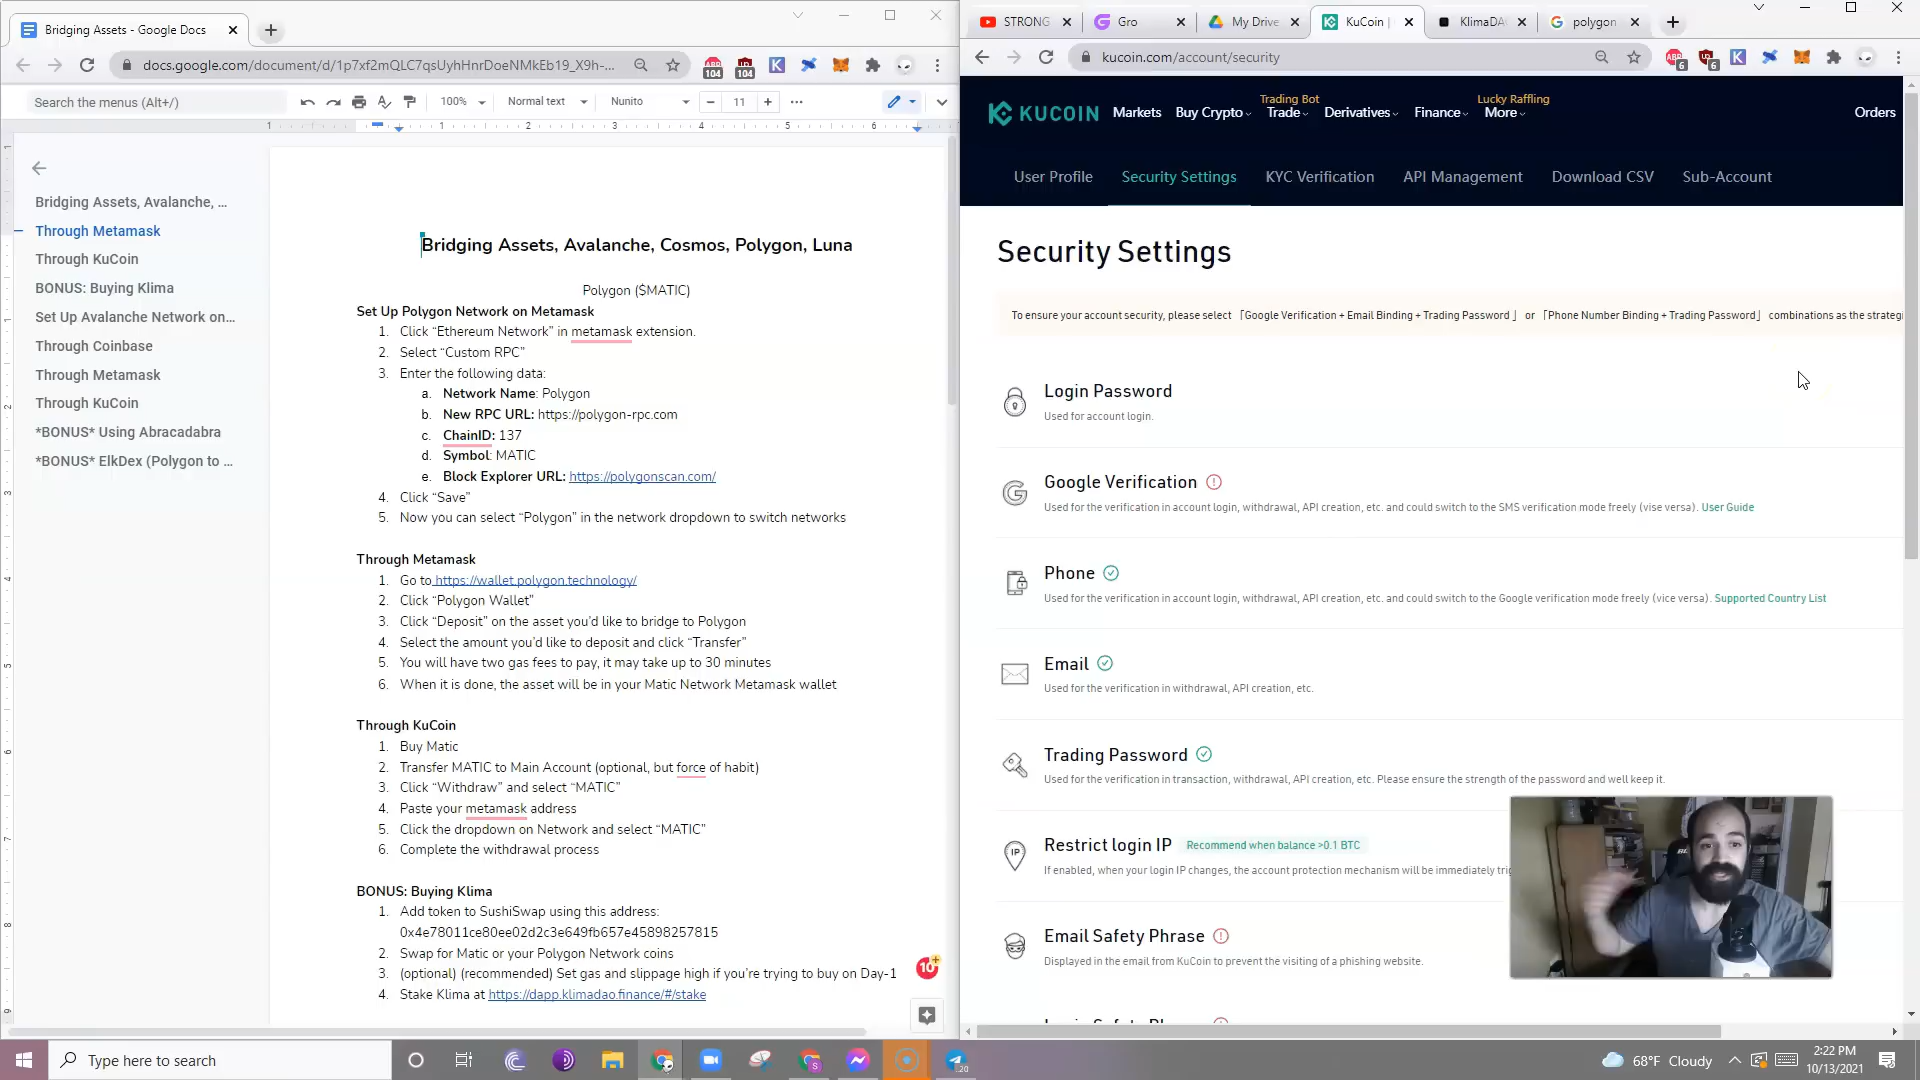 Bridging Assets - Google Docs
docs.google.com/document/d/1p7xf2mQLC7qsUyhHnrDoeNMkEb19_X9h-...
104
104
Search the menus (Alt+/)
100%
Normal text
Nunito
11
Bridging Assets, Avalanche, ...
Through Metamask
Through KuCoin
BONUS: Buying Klima
Set Up Avalanche Network on...
Through Coinbase
Through Metamask
Through KuCoin
*BONUS* Using Abracadabra
*BONUS* ElkDex (Polygon to ...
Bridging Assets, Avalanche, Cosmos, Polygon, Luna
Polygon ($MATIC)
Set Up Polygon Network on Metamask
1. Click “Ethereum Network” in metamask extension.
2. Select “Custom RPC”
3. Enter the following data:
a. Network Name: Polygon
b. New RPC URL: https://polygon-rpc.com
c. ChainID: 137
d. Symbol: MATIC
e. Block Explorer URL: https://polygonscan.com/
4. Click “Save”
5. Now you can select “Polygon” in the network dropdown to switch networks
Through Metamask
1. Go to https://wallet.polygon.technology/
2. Click “Polygon Wallet”
3. Click “Deposit” on the asset you’d like to bridge to Polygon
4. Select the amount you’d like to deposit and click “Transfer”
5. You will have two gas fees to pay, it may take up to 30 minutes
6. When it is done, the asset will be in your Matic Network Metamask wallet
Through KuCoin
1. Buy Matic
2. Transfer MATIC to Main Account (optional, but force of habit)
3. Click “Withdraw” and select “MATIC”
4. Paste your metamask address
5. Click the dropdown on Network and select “MATIC”
6. Complete the withdrawal process
BONUS: Buying Klima
1. Add token to SushiSwap using this address:
0x4e78011ce80ee02d2c3e649fb657e45898257815
2. Swap for Matic or your Polygon Network coins
3. (optional) (recommended) Set gas and slippage high if you’re trying to buy on Day-1
4. Stake Klima at https://dapp.klimadao.finance/#/stake
STRONG
Gro
My Drive
KuCoin |
KlimaDA
polygon
kucoin.com/account/security
6
6
KUCOIN
Markets
Buy Crypto
Trading Bot
Trade
Derivatives
Finance
Lucky Raffling
More
Orders
User Profile
Security Settings
KYC Verification
API Management
Download CSV
Sub-Account
Security Settings
To ensure your account security, please select 「Google Verification + Email Binding + Trading Password 」 or 「Phone Number Binding + Trading Password」 combinations as the strategi
Login Password
Used for account login.
Google Verification
Used for the verification in account login, withdrawal, API creation, etc. and could switch to the SMS verification mode freely (vise versa). User Guide
Phone
Used for the verification in account login, withdrawal, API creation, etc. and could switch to the Google verification mode freely (vice versa). Supported Country List
Email
Used for the verification in withdrawal, API creation, etc.
Trading Password
Used for the verification in transaction, withdrawal, API creation, etc. Please ensure the strength of the password and well keep it.
Restrict login IP Recommend when balance >0.1 BTC
If enabled, when your login IP changes, the account protection mechanism will be immediately trig
Email Safety Phrase
Displayed in the email from KuCoin to prevent the visiting of a phishing website.
Type here to search
20
68°F Cloudy
2:22 PM
10/13/2021